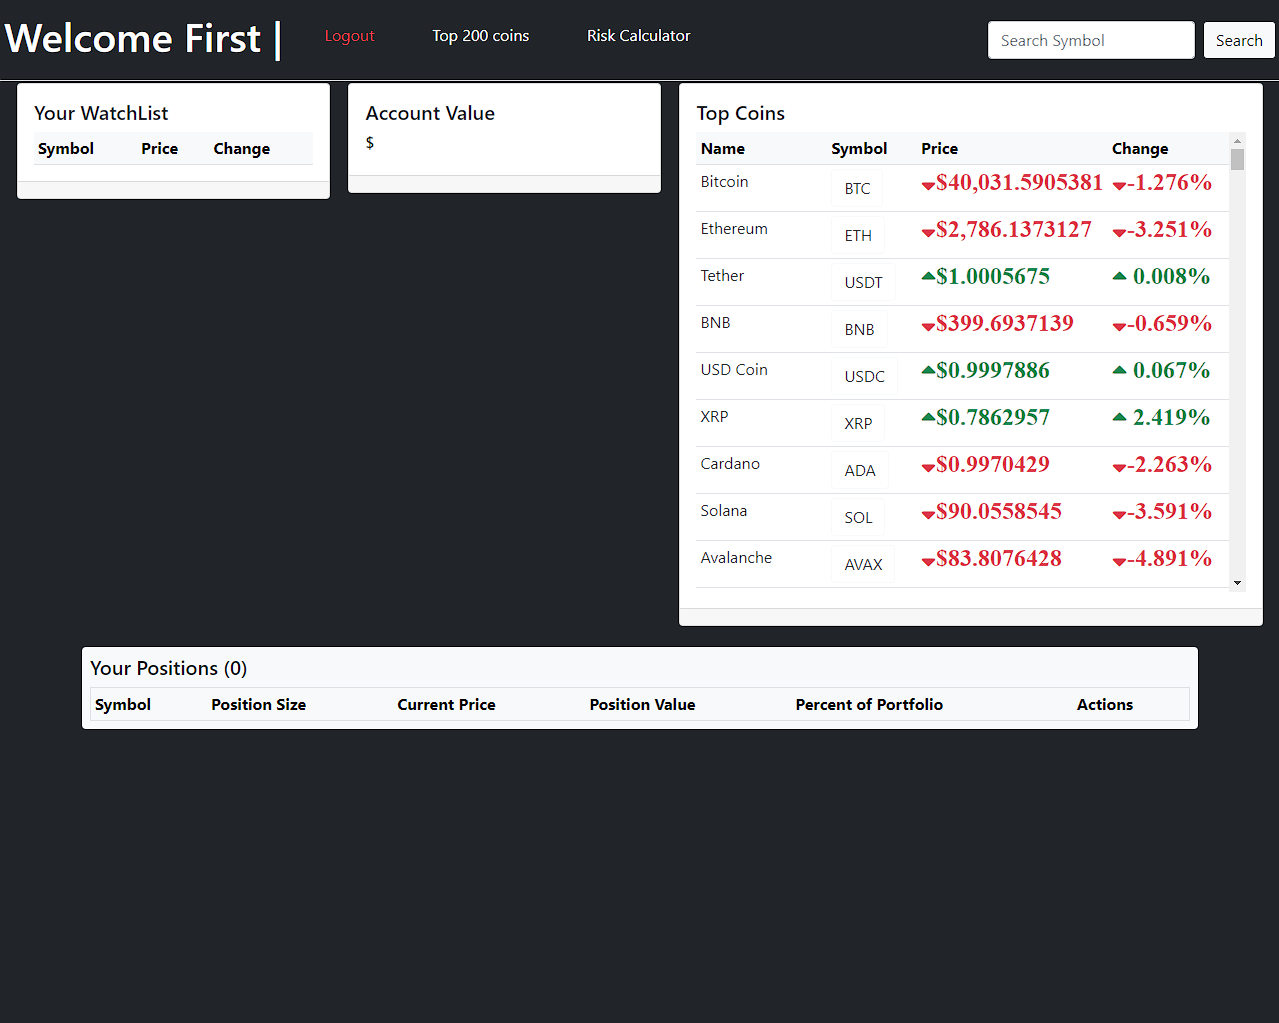 Welcome First |
Logout
Top 200 coins
Risk Calculator
Search Symbol
Search
Your WatchList
Symbol Price Change
Account Value
$
Top Coins
Name Symbol Price Change
Bitcoin BTC $40,031.5905381 -1.276%
Ethereum ETH $2,786.1373127 -3.251%
Tether USDT $1.0005675 0.008%
BNB BNB $399.6937139 -0.659%
USD Coin USDC $0.9997886 0.067%
XRP XRP $0.7862957 2.419%
Cardano ADA $0.9970429 -2.263%
Solana SOL $90.0558545 -3.591%
Avalanche AVAX $83.8076428 -4.891%
Your Positions (0)
Symbol Position Size Current Price Position Value Percent of Portfolio Actions